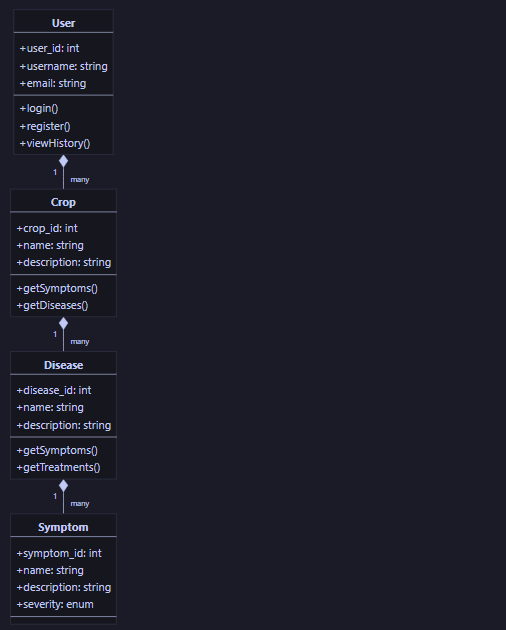 User
+user_id: int
+username: string
+email: string
+login()
+register()
+viewHistory()
1
many
Crop
+crop_id: int
+name: string
+description: string
+getSymptoms()
+getDiseases()
1
many
Disease
+disease_id: int
+name: string
+description: string
+getSymptoms()
+getTreatments()
1
many
Symptom
+symptom_id: int
+name: string
+description: string
+severity: enum